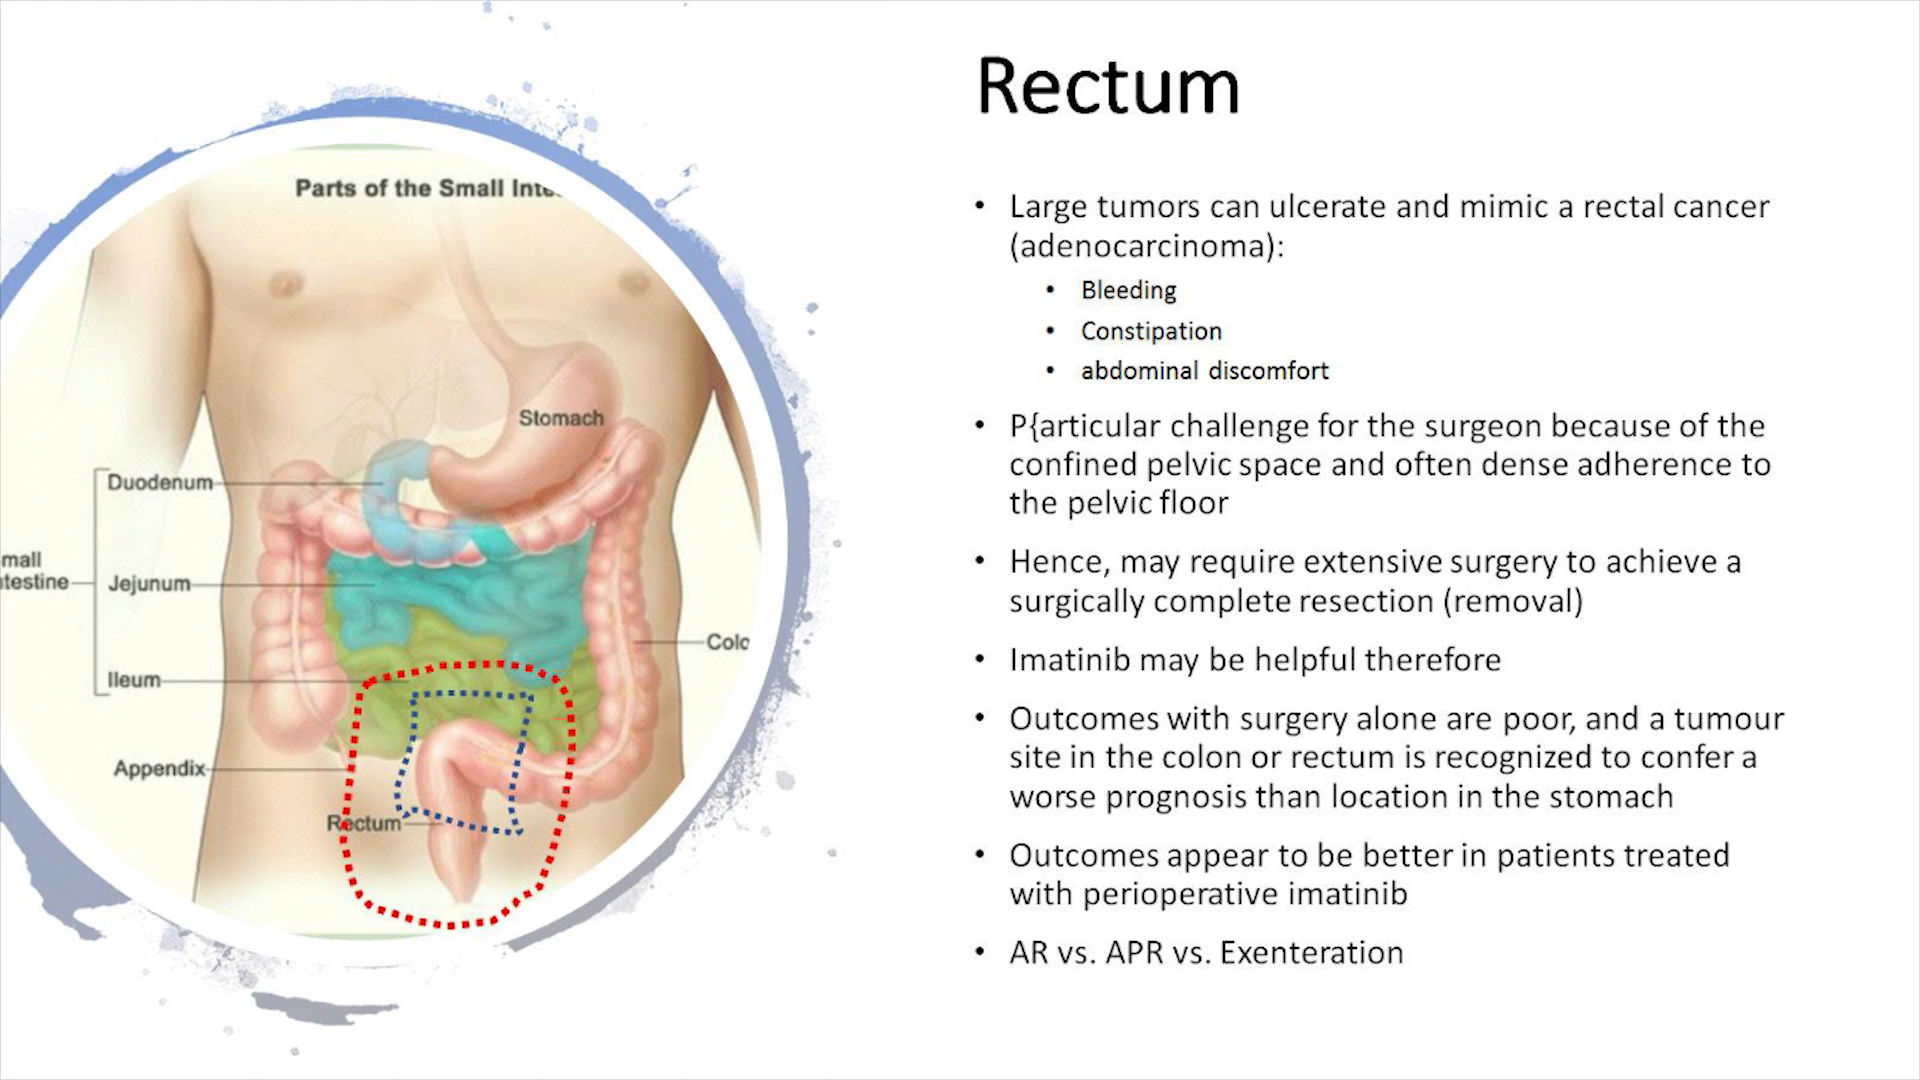 Rectum
Parts of the Small Inte
Stomach
Duodenum
mall
ntestine
Jejunum
Colo
Ileum
Appendix
Rectum
• Large tumors can ulcerate and mimic a rectal cancer
(adenocarcinoma):
• Bleeding
• Constipation
• abdominal discomfort
• P{articular challenge for the surgeon because of the
confined pelvic space and often dense adherence to
the pelvic floor
• Hence, may require extensive surgery to achieve a
surgically complete resection (removal)
• Imatinib may be helpful therefore
• Outcomes with surgery alone are poor, and a tumour
site in the colon or rectum is recognized to confer a
worse prognosis than location in the stomach
• Outcomes appear to be better in patients treated
with perioperative imatinib
• AR vs. APR vs. Exenteration